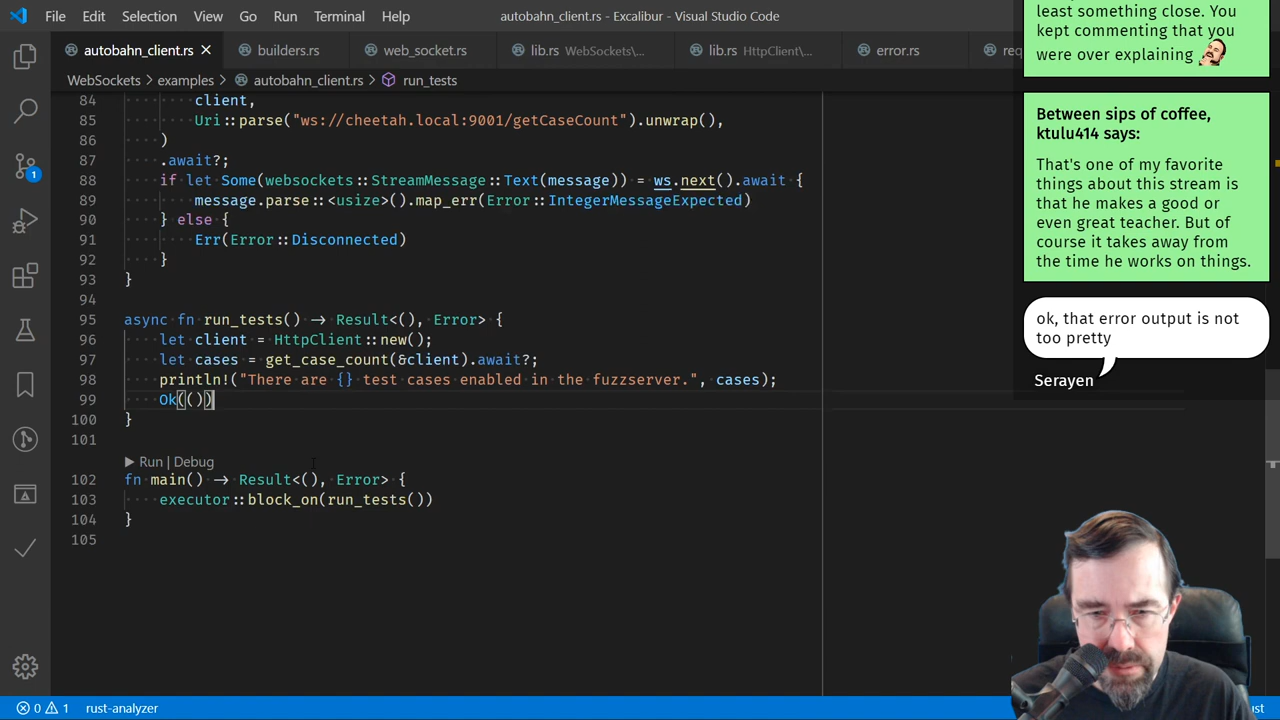 File Edit Selection View Go Run Terminal Help autobahn_client.rs - Excalibur - Visual Studio Code
autobahn_client.rs builders.rs web_socket.rs lib.rs WebSockets\... lib.rs HttpClient\... error.rs
WebSockets > examples > autobahn_client.rs > run_tests
84 client,
85 Uri::parse("ws://cheetah.local:9001/getCaseCount").unwrap(),
86 )
87 .await?;
88 if let Some(websockets::StreamMessage::Text(message)) = ws.next().await {
89 message.parse::<usize>().map_err(Error::IntegerMessageExpected)
90 } else {
91 Err(Error::Disconnected)
92 }
93 }
94
95 async fn run_tests() -> Result<(), Error> {
96 let client = HttpClient::new();
97 let cases = get_case_count(&client).await?;
98 println!("There are {} test cases enabled in the fuzzserver.", cases);
99 Ok(())
100 }
101
Run | Debug
102 fn main() -> Result<(), Error> {
103 executor::block_on(run_tests())
104 }
105
least something close. You
kept commenting that you
were over explaining
Between sips of coffee,
ktulu414 says:
That's one of my favorite
things about this stream is
that he makes a good or
even great teacher. But of
course it takes away from
the time he works on things.
ok, that error output is not
too pretty
Serayen
1
0 1 rust-analyzer